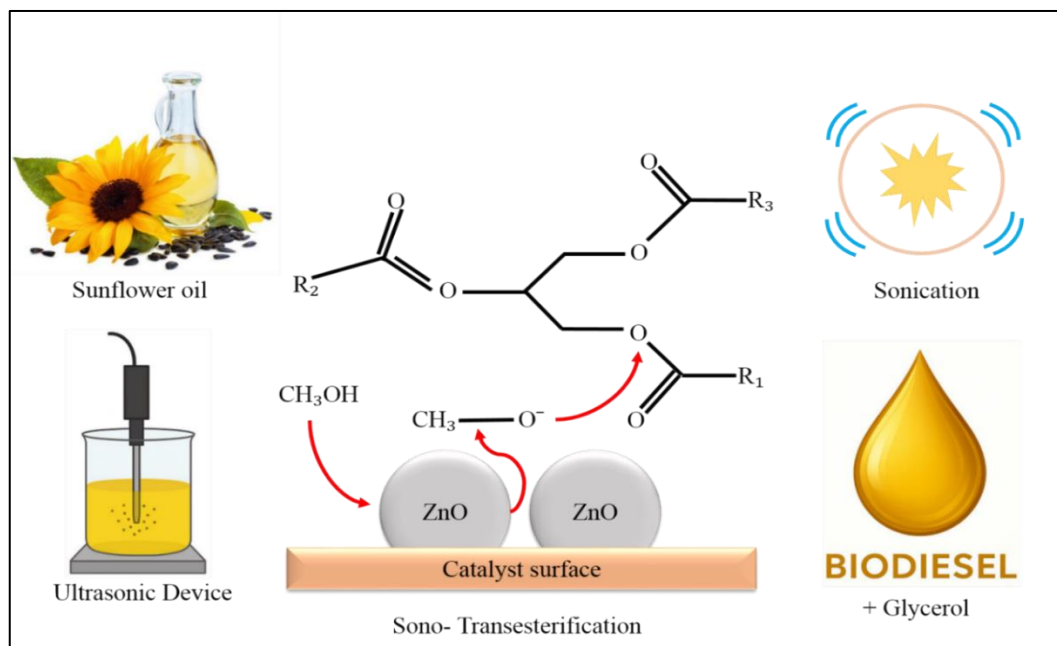 Sunflower oil
Ultrasonic Device
O
R₃
O
O
R₂
O
O
R₁
O
CH₃OH
CH₃ O⁻
ZnO
ZnO
Catalyst surface
Sono- Transesterification
Sonication
BIODIESEL
+ Glycerol